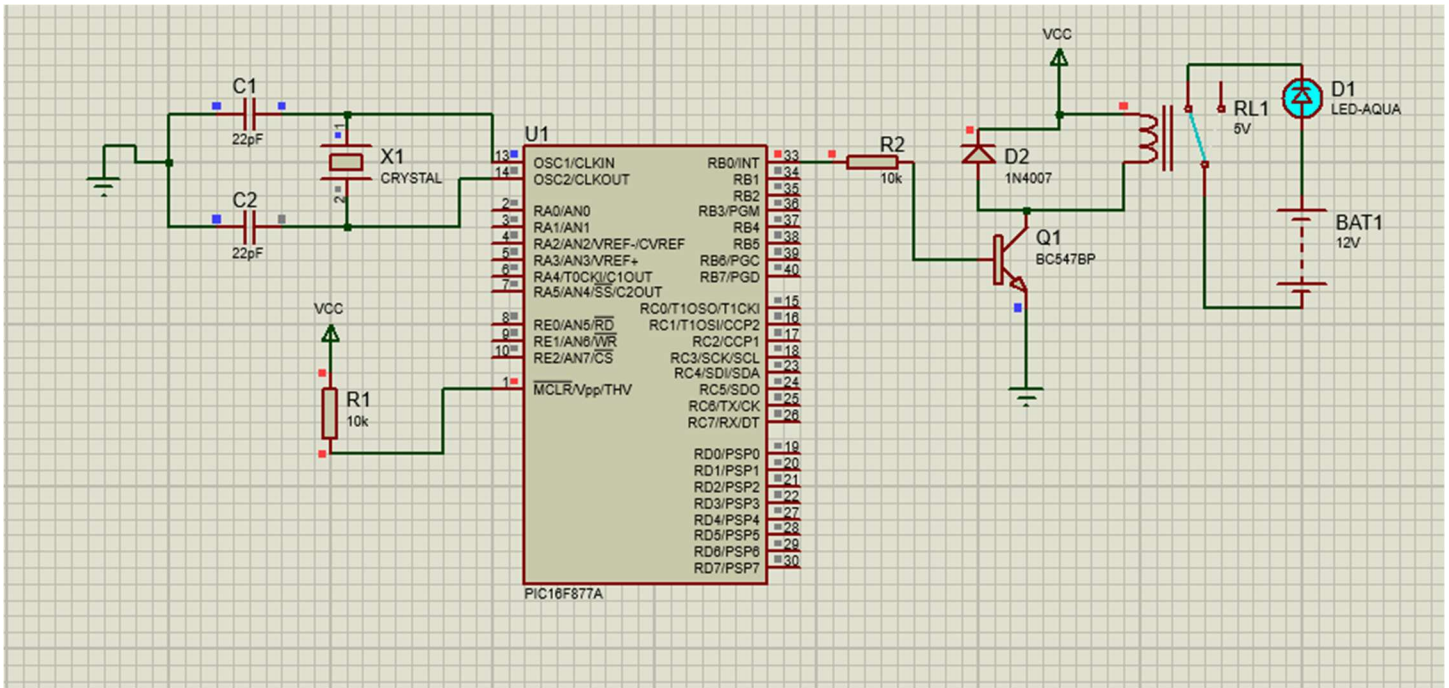 C1
22pF
1
X1
CRYSTAL
2
C2
22pF
VCC
R1
10k
U1
13
OSC1/CLKIN
14
OSC2/CLKOUT
2
RA0/AN0
3
RA1/AN1
4
RA2/AN2/VREF-/CVREF
5
RA3/AN3/VREF+
6
RA4/T0CKI/C1OUT
7
RA5/AN4/SS/C2OUT
8
RE0/AN5/RD
9
RE1/AN6/WR
10
RE2/AN7/CS
1
MCLR/Vpp/THV
RB0/INT
33
RB1
34
RB2
35
RB3/PGM
36
RB4
37
RB5
38
RB6/PGC
39
RB7/PGD
40
RC0/T1OSO/T1CKI
15
RC1/T1OSI/CCP2
16
RC2/CCP1
17
RC3/SCK/SCL
18
RC4/SDI/SDA
23
RC5/SDO
24
RC6/TX/CK
25
RC7/RX/DT
26
RD0/PSP0
19
RD1/PSP1
20
RD2/PSP2
21
RD3/PSP3
22
RD4/PSP4
27
RD5/PSP5
28
RD6/PSP6
29
RD7/PSP7
30
PIC16F877A
R2
10k
VCC
D2
1N4007
Q1
BC547BP
RL1
5V
D1
LED-AQUA
BAT1
12V